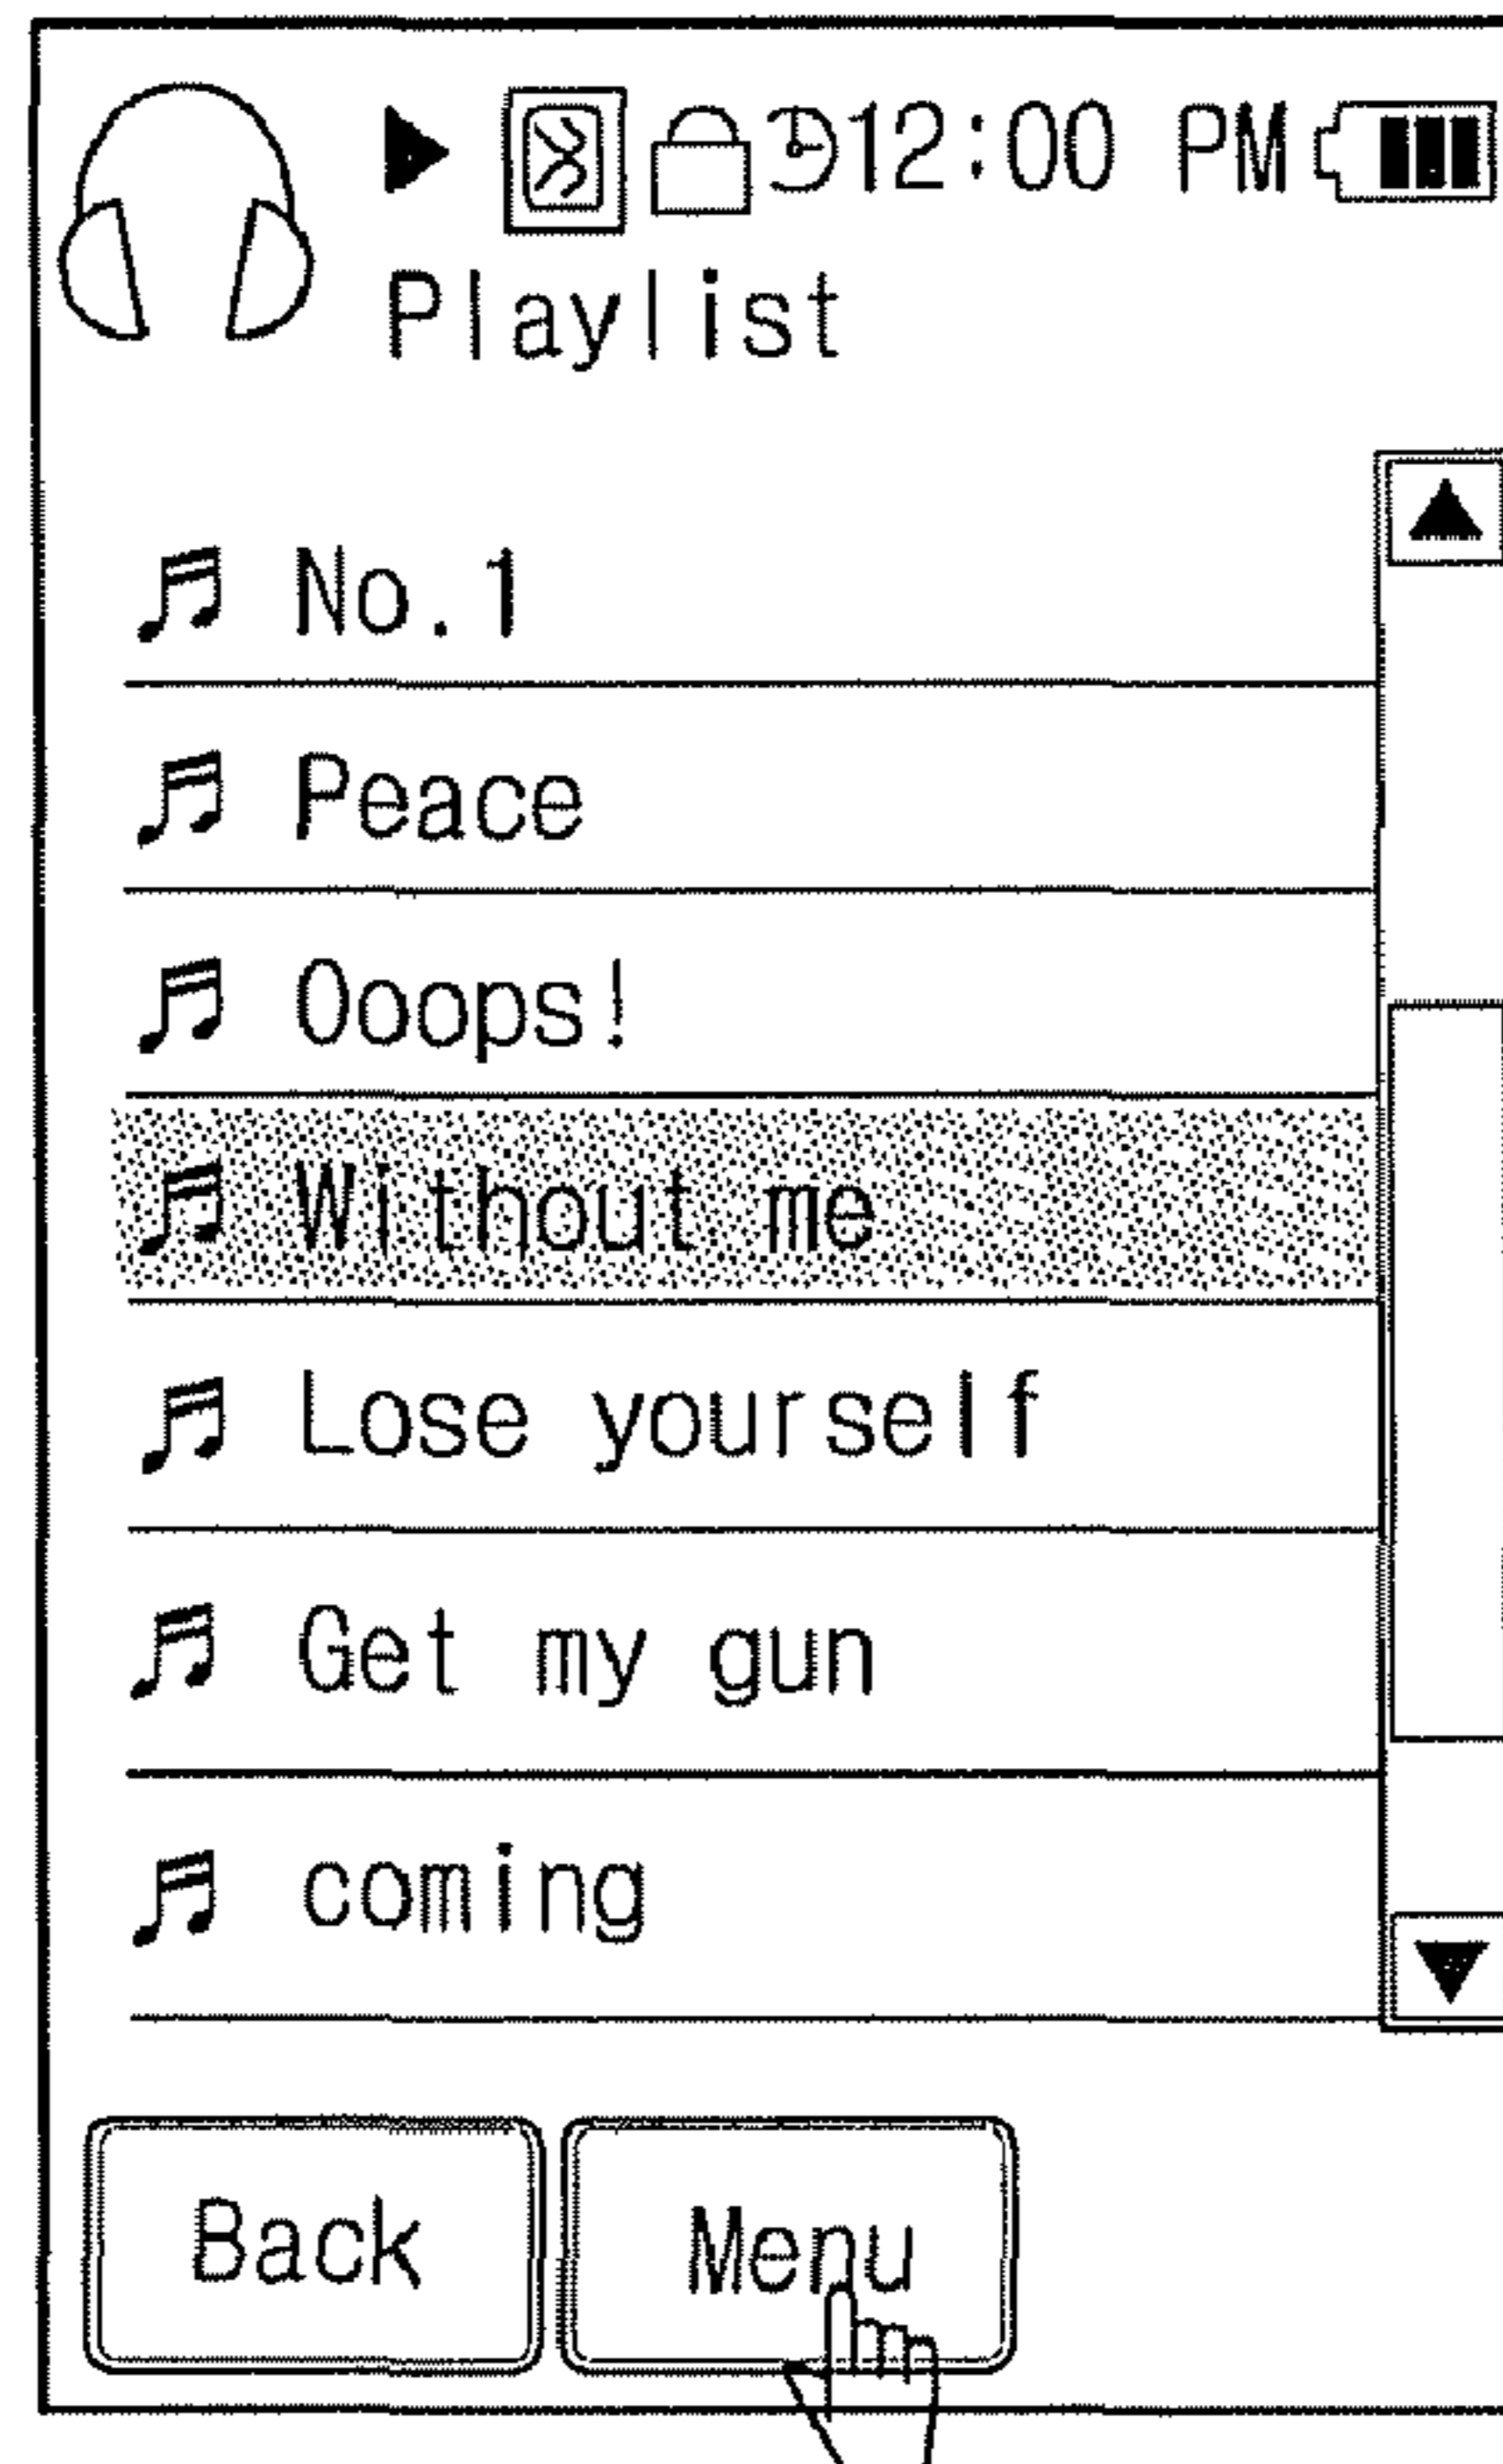 12:00 PM
Playlist
No.1
Peace
Ooops!
Without me
Lose yourself
Get my gun
coming
Back Menu